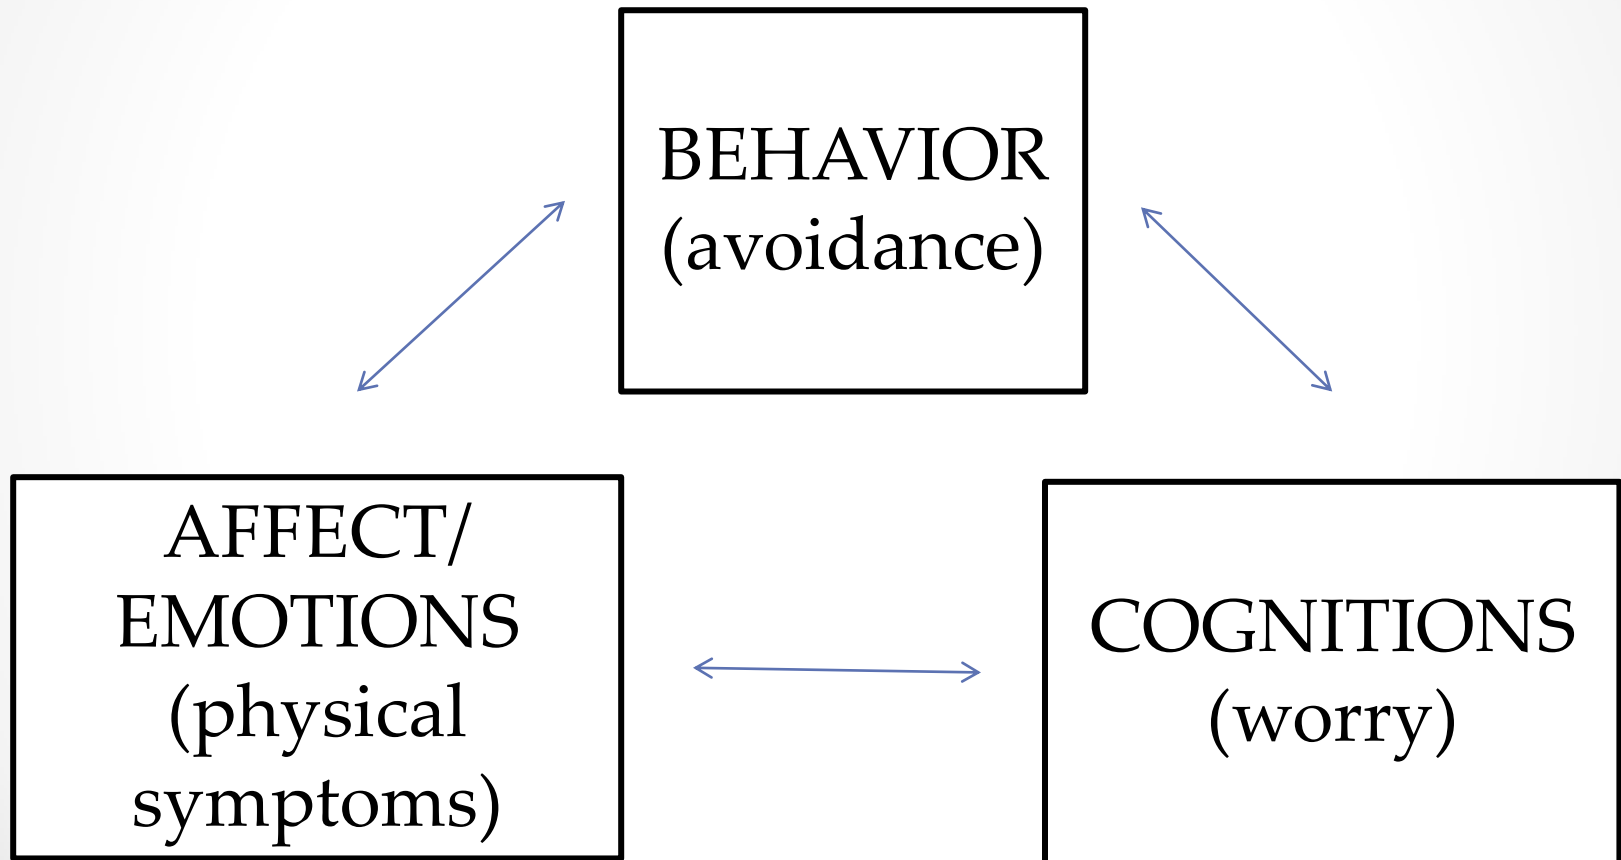 BEHAVIOR
(avoidance)
AFFECT/
EMOTIONS
(physical
symptoms)
COGNITIONS
(worry)